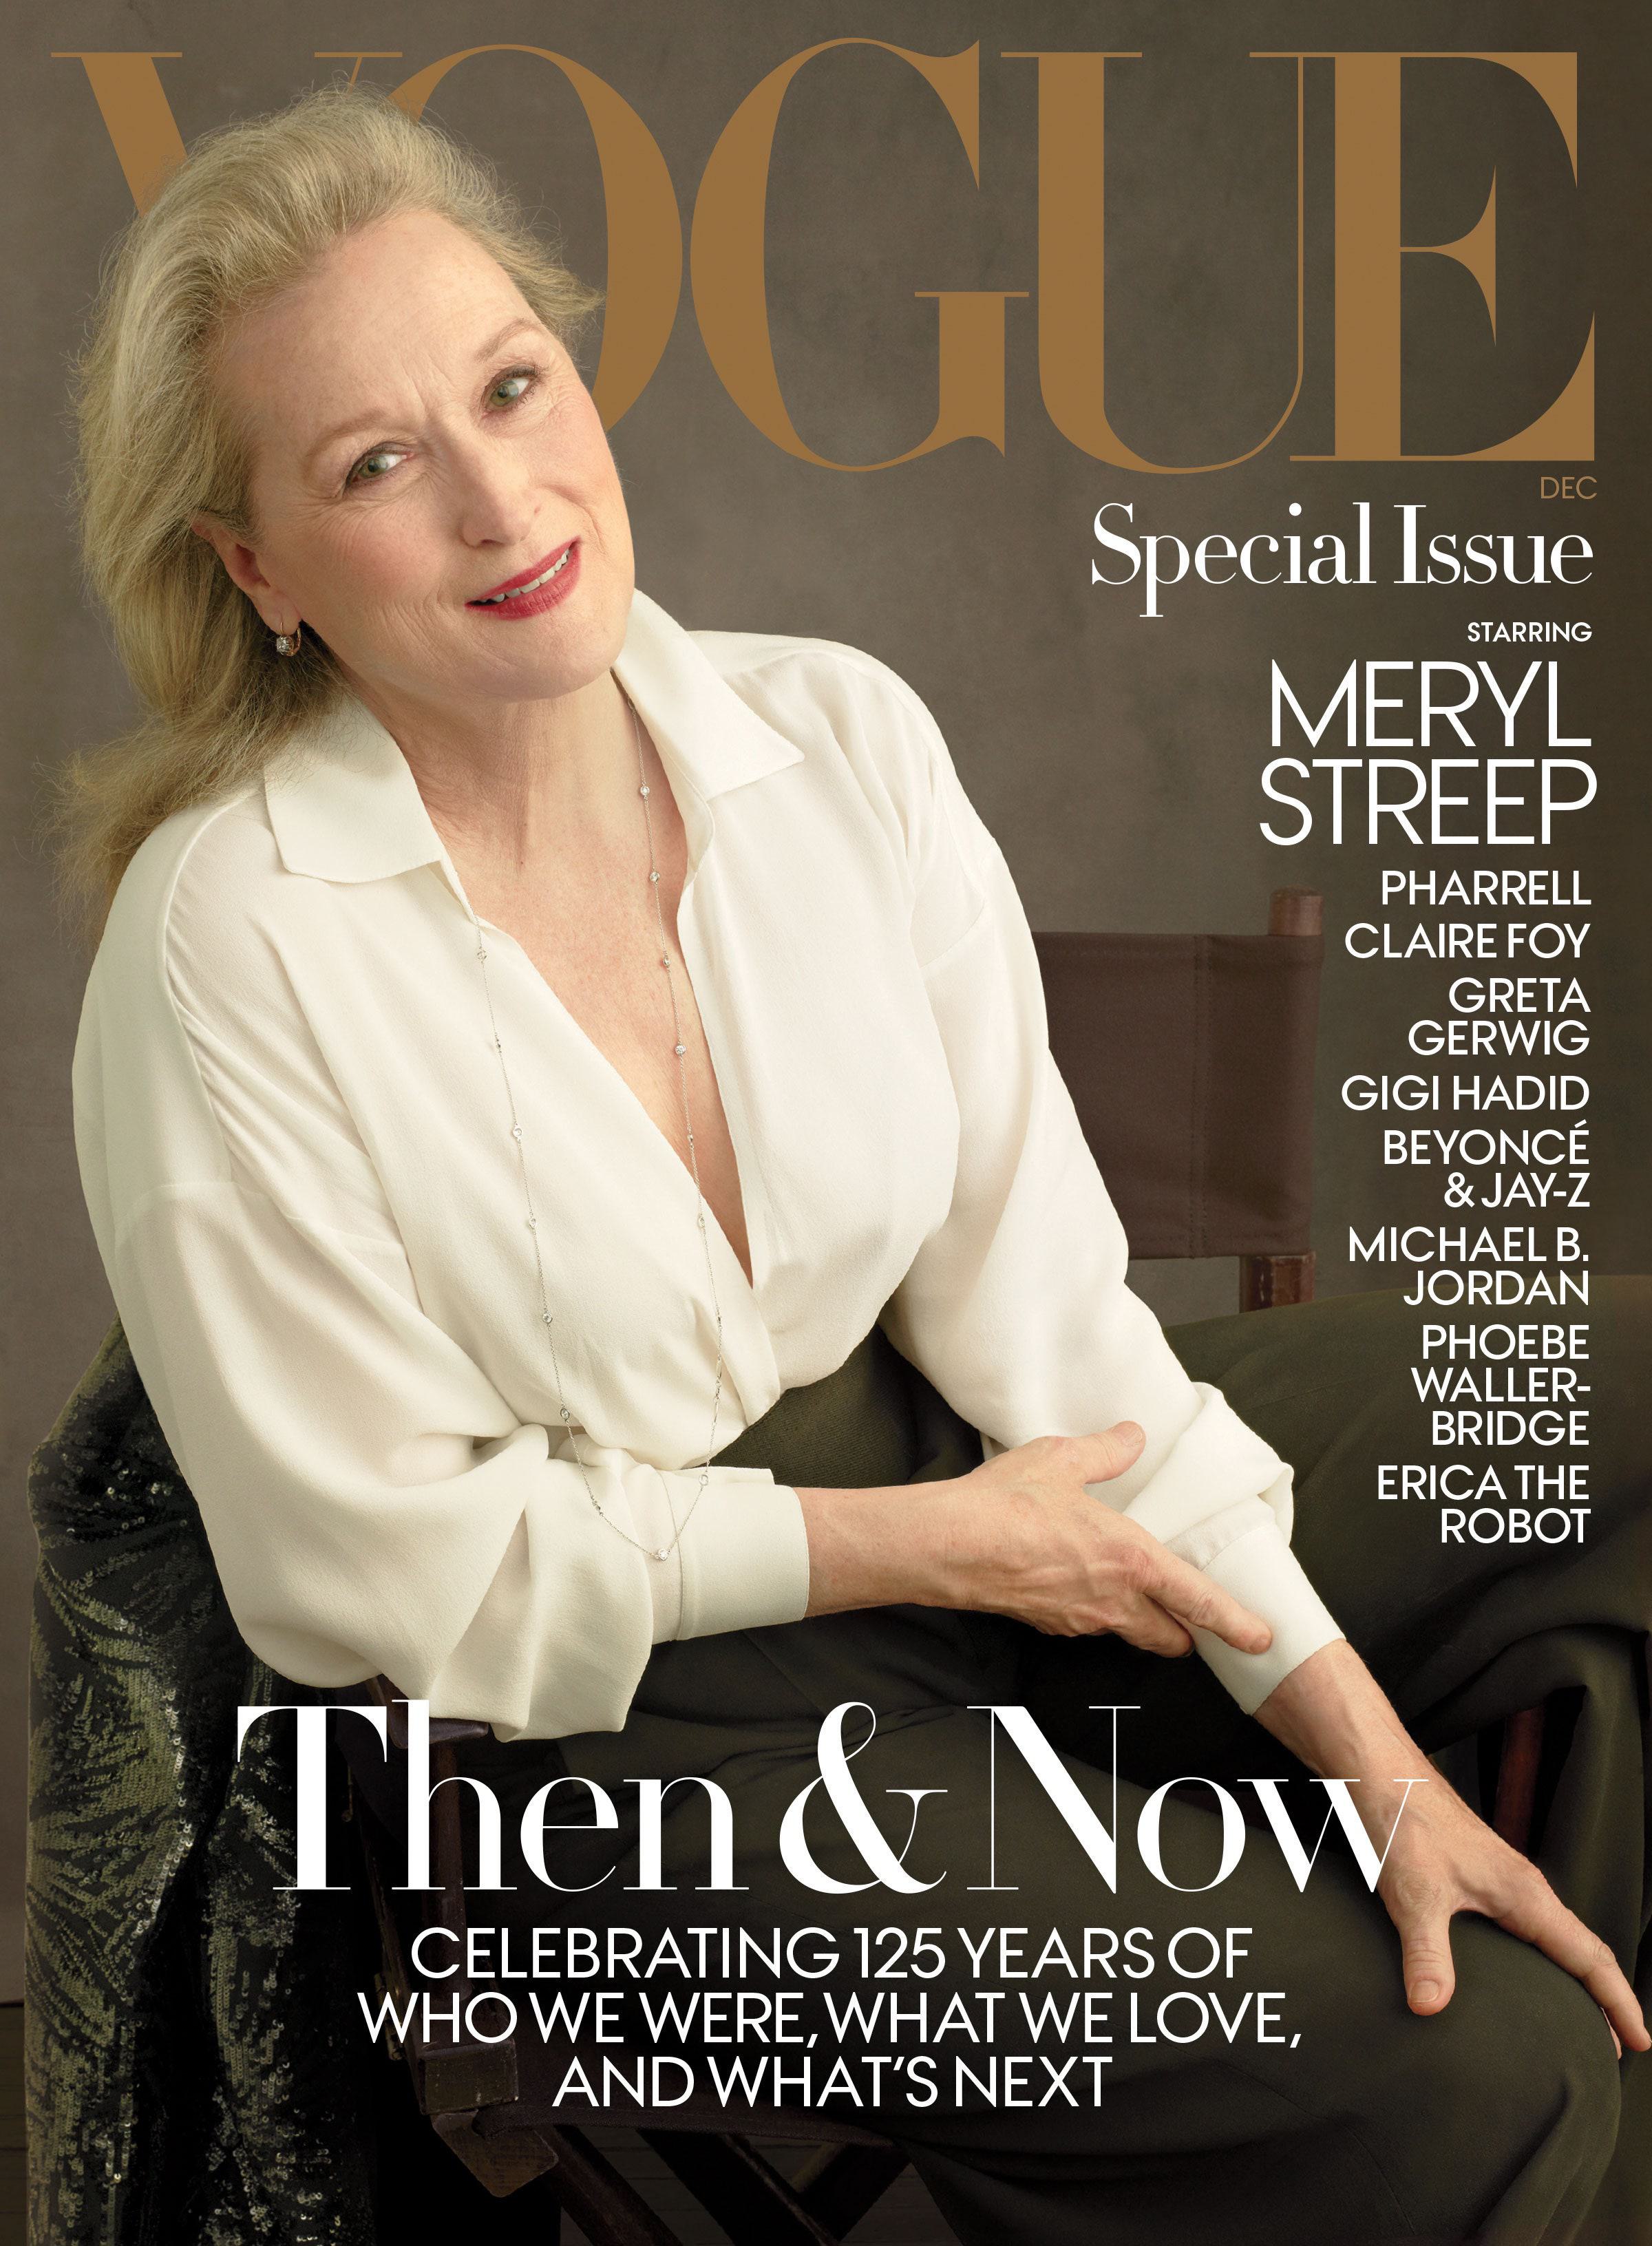 VOGUE
DEC
Special Issue
STARRING
MERYL
STREEP
PHARRELL
CLAIRE FOY
GRETA
GERWIG
GIGI HADID
BEYONCÉ
& JAY-Z
MICHAEL B.
JORDAN
PHOEBE
WALLER-
BRIDGE
ERICA THE
ROBOT
Then & Now
CELEBRATING 125 YEARS OF
WHO WE WERE, WHAT WE LOVE,
AND WHAT'S NEXT